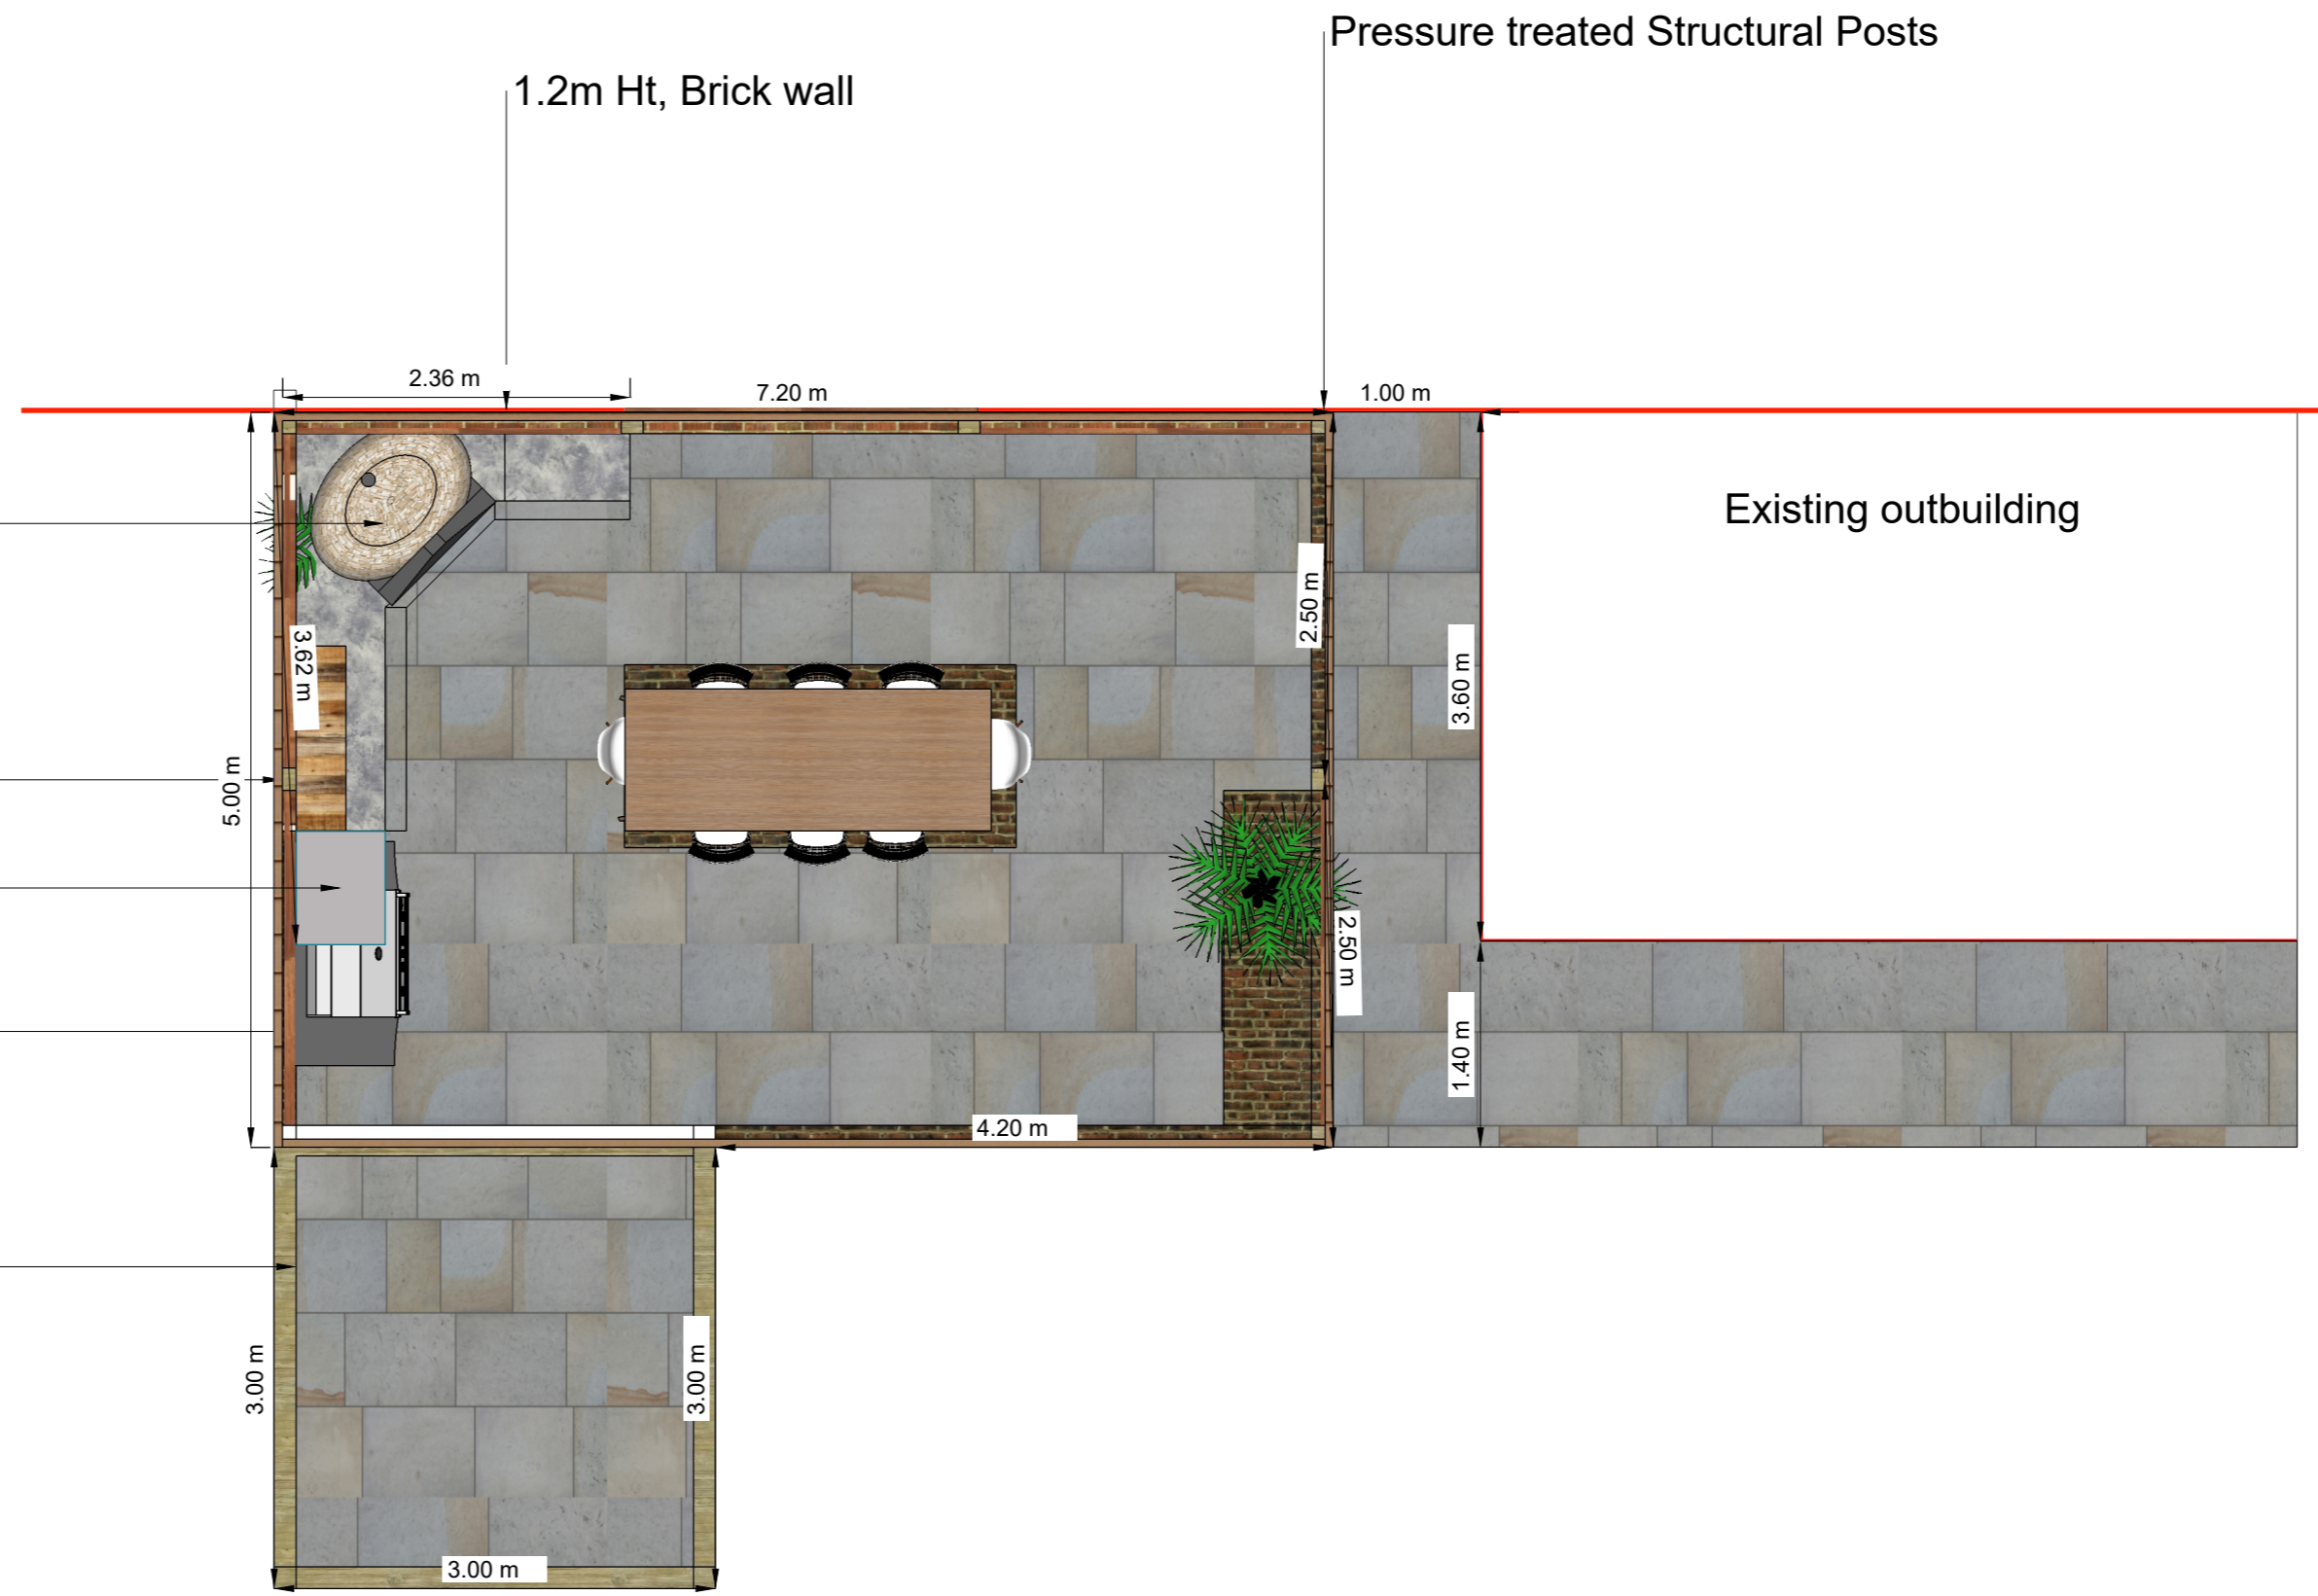 Pressure treated Structural Posts
1.2m Ht, Brick wall
2.36 m
7.20 m
1.00 m
Existing outbuilding
2.50 m
3.62 m
3.60 m
5.00 m
2.50 m
1.40 m
4.20 m
3.00 m
3.00 m
3.00 m